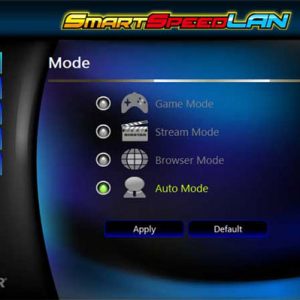 SMARTSPEEDLAN
Mode
Game Mode
Stream Mode
Browser Mode
Auto Mode
Apply
Default
R